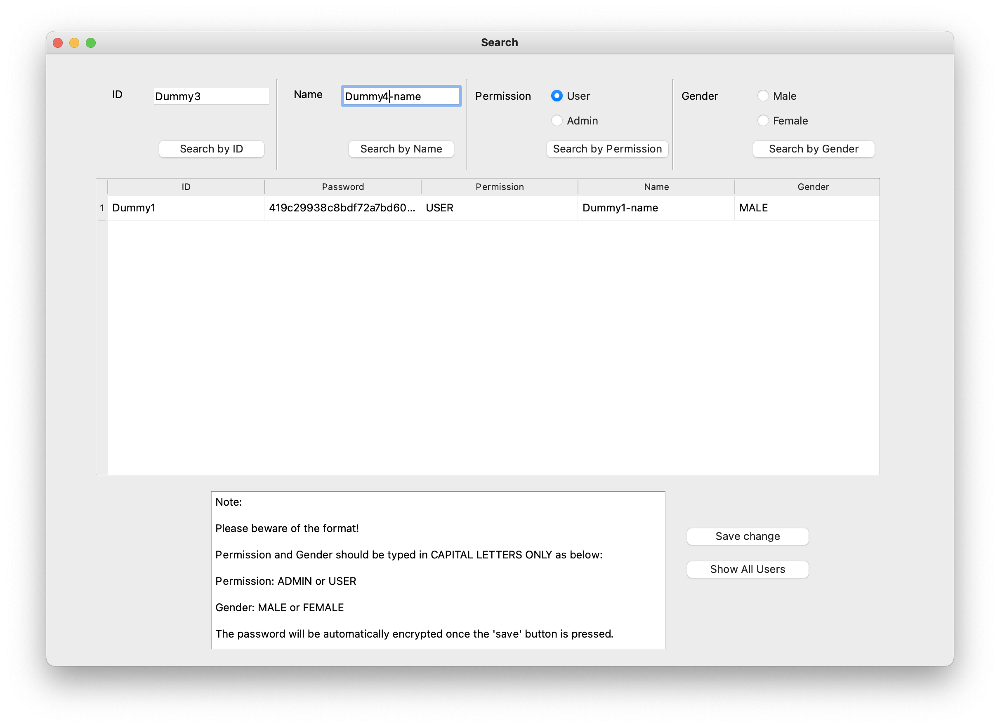 Search
ID Dummy3 Name Dummy4-name Permission User Gender Male
Admin Female
Search by ID Search by Name Search by Permission Search by Gender
ID Password Permission Name Gender
1 Dummy1 419c29938c8bdf72a7bd60... USER Dummy1-name MALE
Note:
Please beware of the format!
Permission and Gender should be typed in CAPITAL LETTERS ONLY as below:
Permission: ADMIN or USER
Gender: MALE or FEMALE
The password will be automatically encrypted once the 'save' button is pressed.
Save change
Show All Users